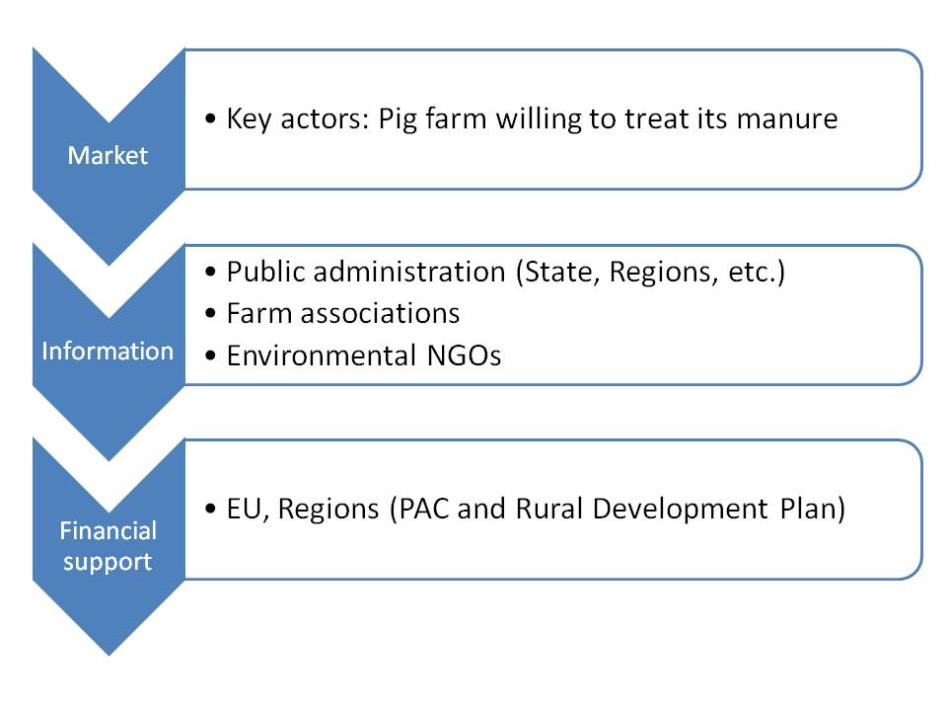 Market
• Key actors: Pig farm willing to treat its manure
Information
• Public administration (State, Regions, etc.)
• Farm associations
• Environmental NGOs
Financial
support
• EU, Regions (PAC and Rural Development Plan)